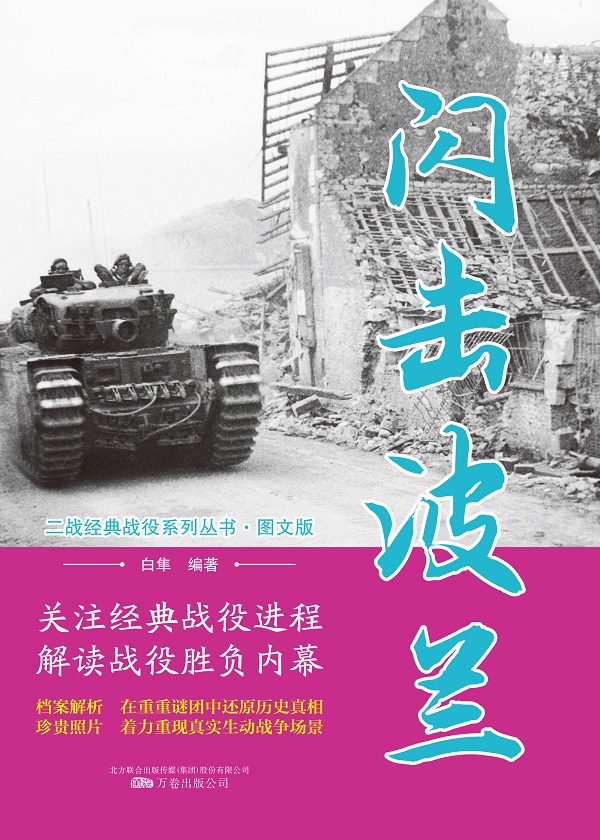 闪击波兰
二战经典战役系列丛书·图文版
白隼 编著
关注经典战役进程
解读战役胜负内幕
档案解析 在重重谜团中还原历史真相
珍贵照片 着力重现真实生动战争场景
北方联合出版传媒(集团)股份有限公司
万卷出版公司